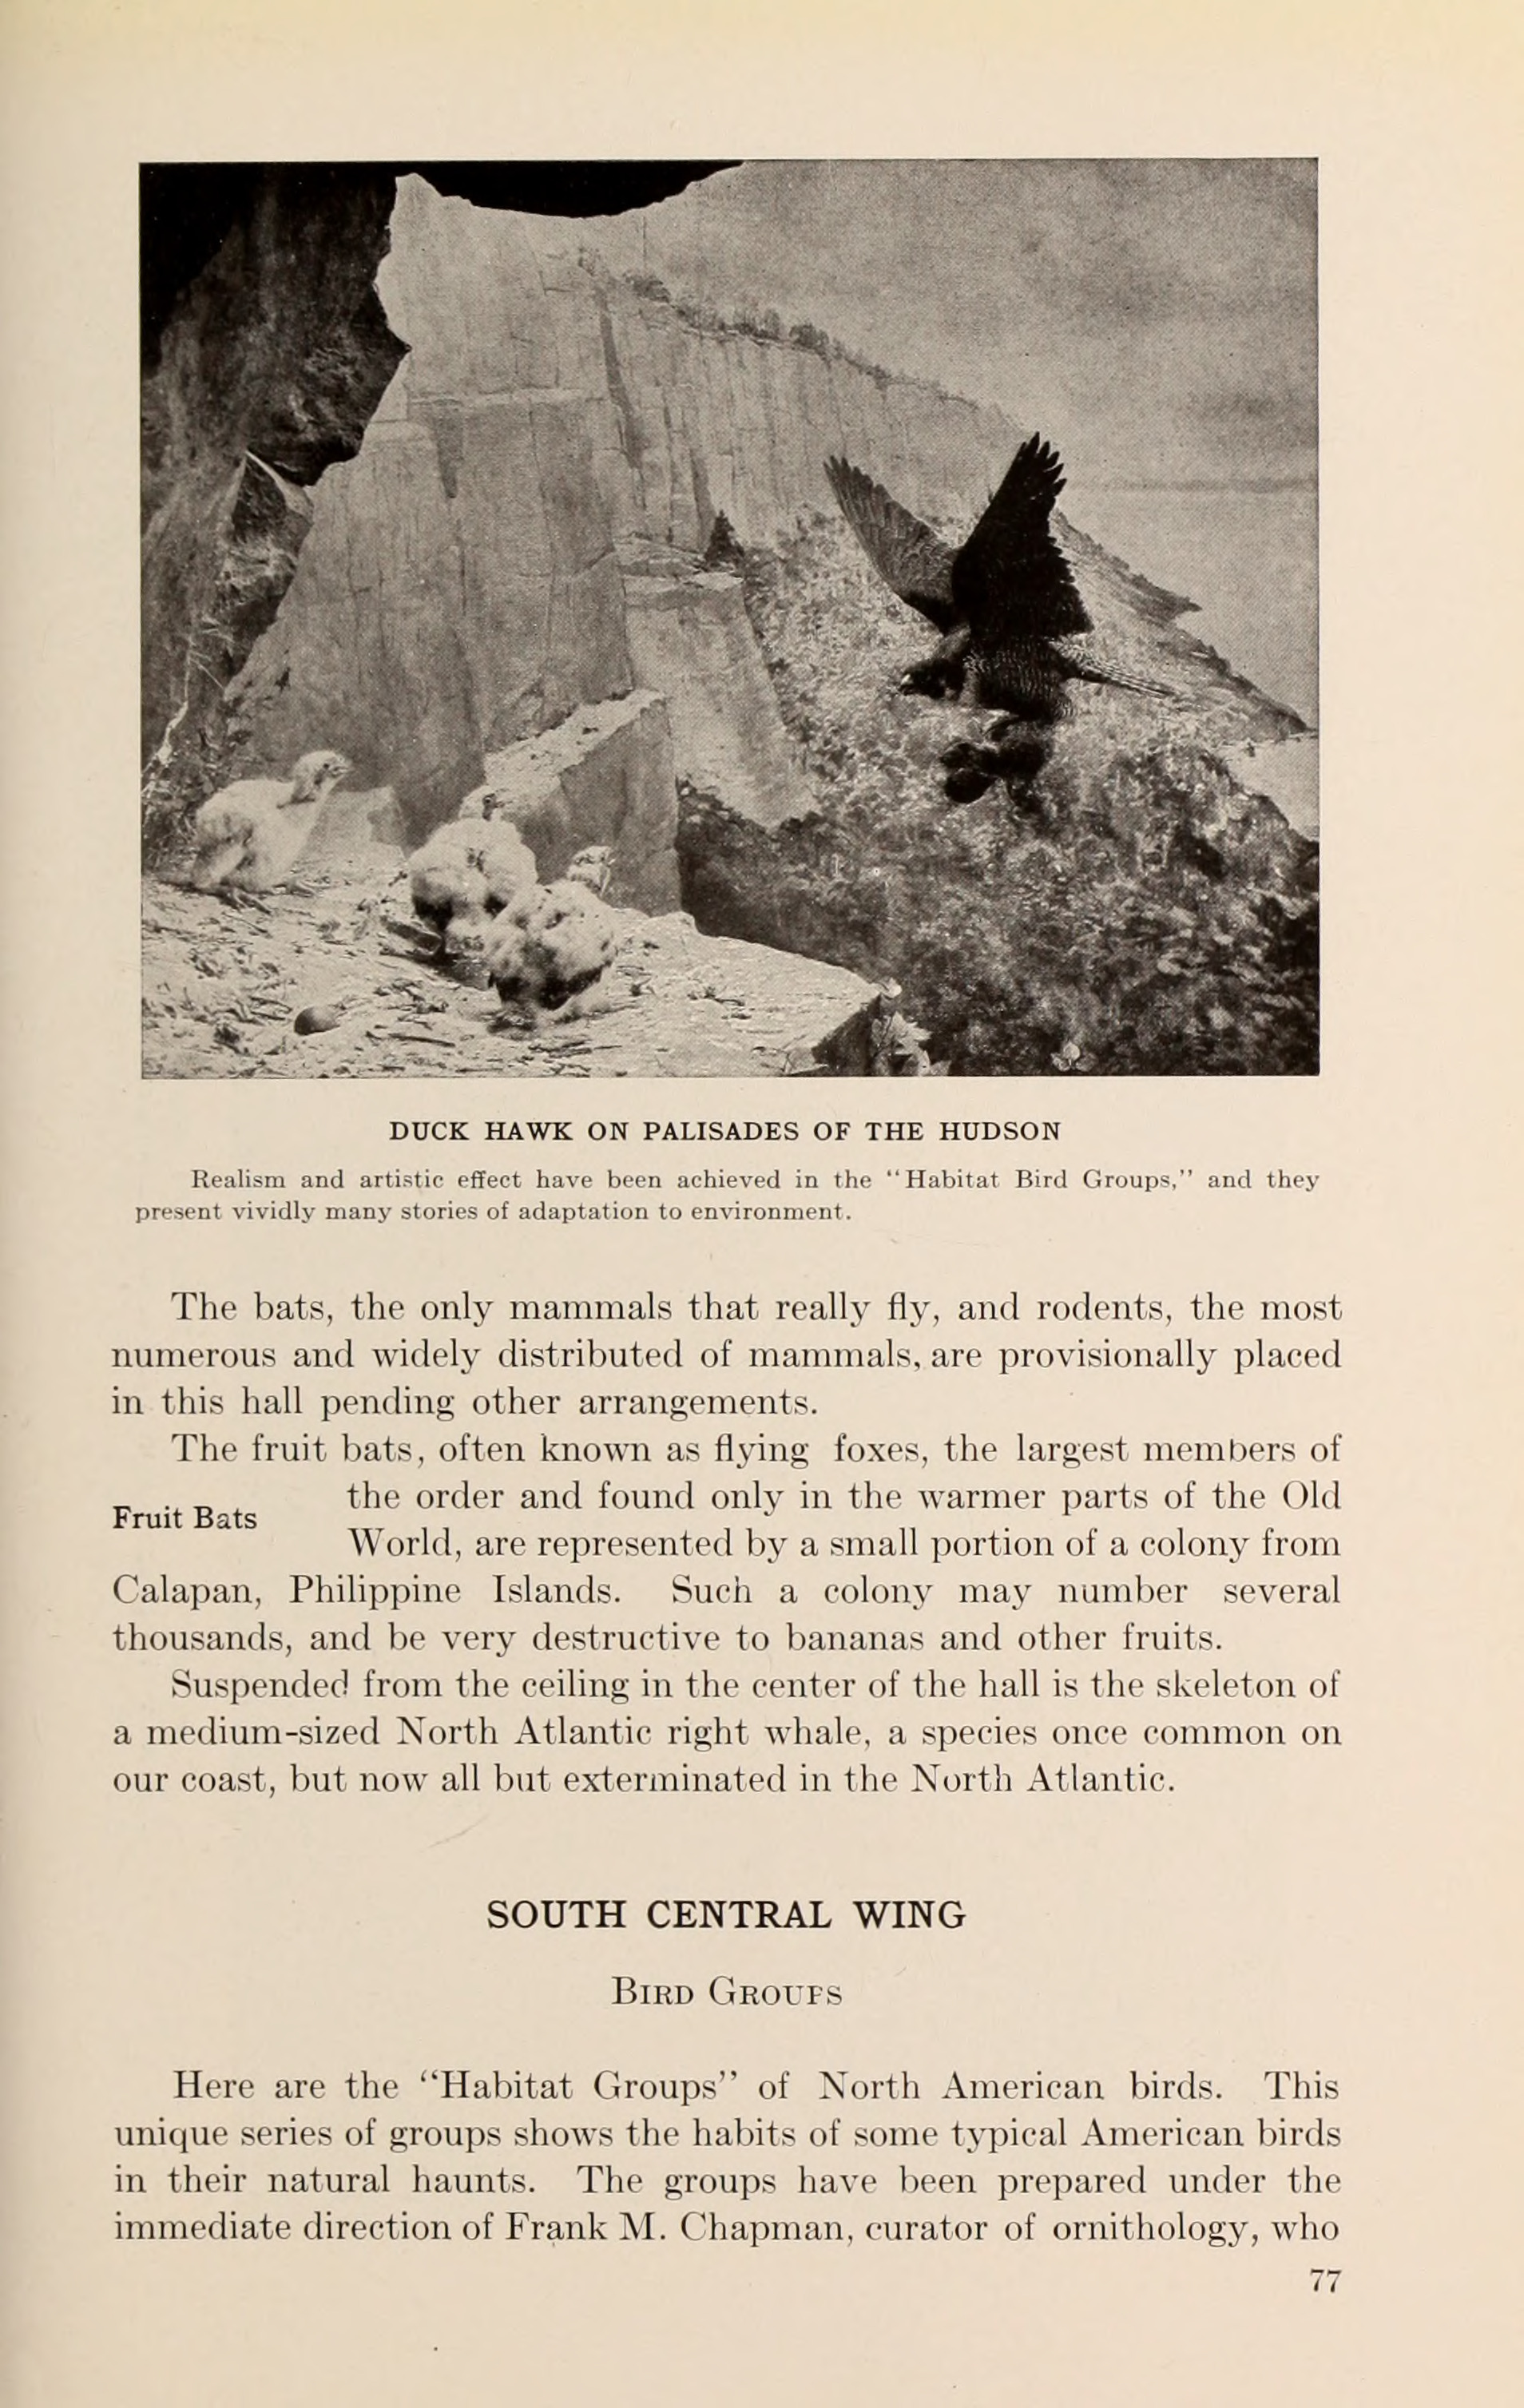 DUCK HAWK ON PALISADES OF THE HUDSON
Realism and artistic effect have been achieved in the "Habitat Bird Groups," and they
present vividly many stories of adaptation to environment.
The bats, the only mammals that really fly, and rodents, the most
numerous and widely distributed of mammals, are provisionally placed
in this hall pending other arrangements.
The fruit bats, often known as flying foxes, the largest members of
the order and found only in the warmer parts of the Old
Fruit Bats
World, are represented by a small portion of a colony from
Calapan, Philippine Islands. Such a colony may number several
thousands, and be very destructive to bananas and other fruits.
Suspended from the ceiling in the center of the hall is the skeleton of
a medium-sized North Atlantic right whale, a species once common on
our coast, but now all but exterminated in the North Atlantic.
SOUTH CENTRAL WING
BIRD GROUPS
Here are the "Habitat Groups" of North American birds. This
unique series of groups shows the habits of some typical American birds
in their natural haunts. The groups have been prepared under the
immediate direction of Frank M. Chapman, curator of ornithology, who
77